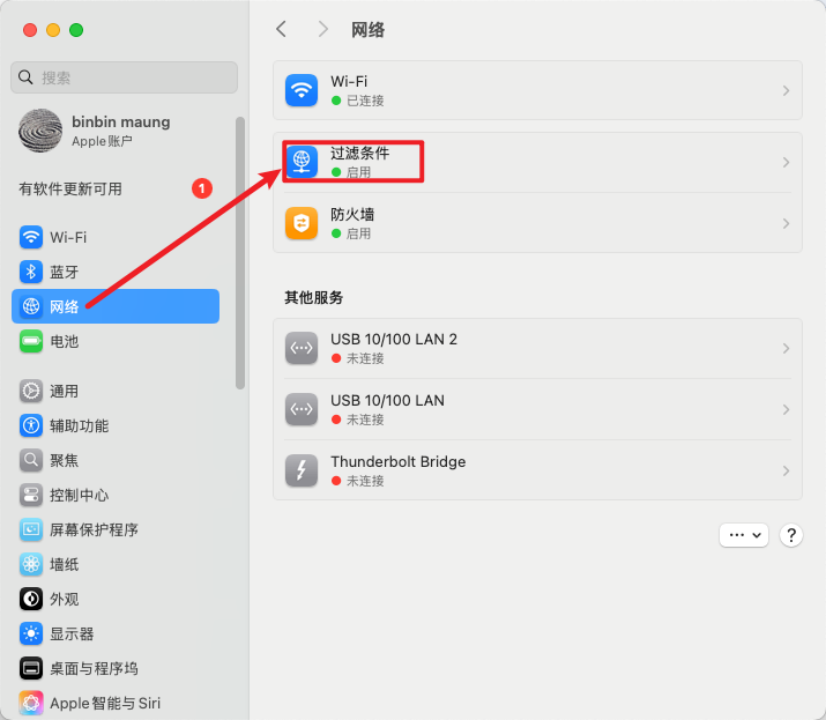 搜索
binbin maung
Apple账户
有软件更新可用
1
Wi-Fi
蓝牙
网络
电池
通用
辅助功能
聚焦
控制中心
屏幕保护程序
墙纸
外观
显示器
桌面与程序坞
Apple智能与Siri
网络
Wi-Fi
已连接
过滤条件
启用
防火墙
启用
其他服务
USB 10/100 LAN 2
未连接
USB 10/100 LAN
未连接
Thunderbolt Bridge
未连接
?